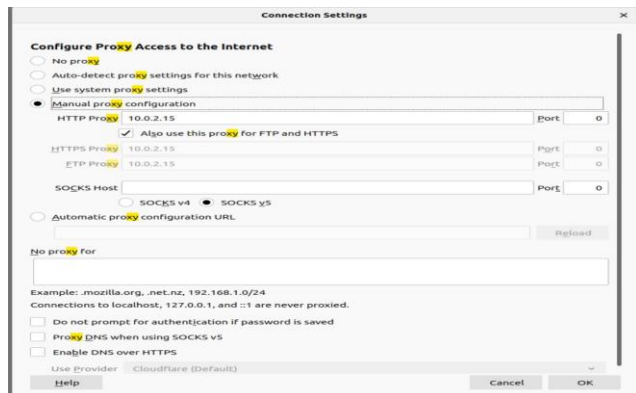 Connection Settings
Configure Proxy Access to the Internet
No proxy
Auto-detect proxy settings for this network
Use system proxy settings
Manual proxy configuration
HTTP Proxy 10.0.2.15 Port 0
Also use this proxy for FTP and HTTPS
HTTPS Proxy 10.0.2.15 Port 0
FTP Proxy 10.0.2.15 Port 0
SOCKS Host Port 0
SOCKS v4 SOCKS v5
Automatic proxy configuration URL
Reload
No proxy for
Example: .mozilla.org, .net.nz, 192.168.1.0/24
Connections to localhost, 127.0.0.1, and ::1 are never proxied.
Do not prompt for authentication if password is saved
Proxy DNS when using SOCKS v5
Enable DNS over HTTPS
Use Provider Cloudflare (Default)
Help Cancel OK